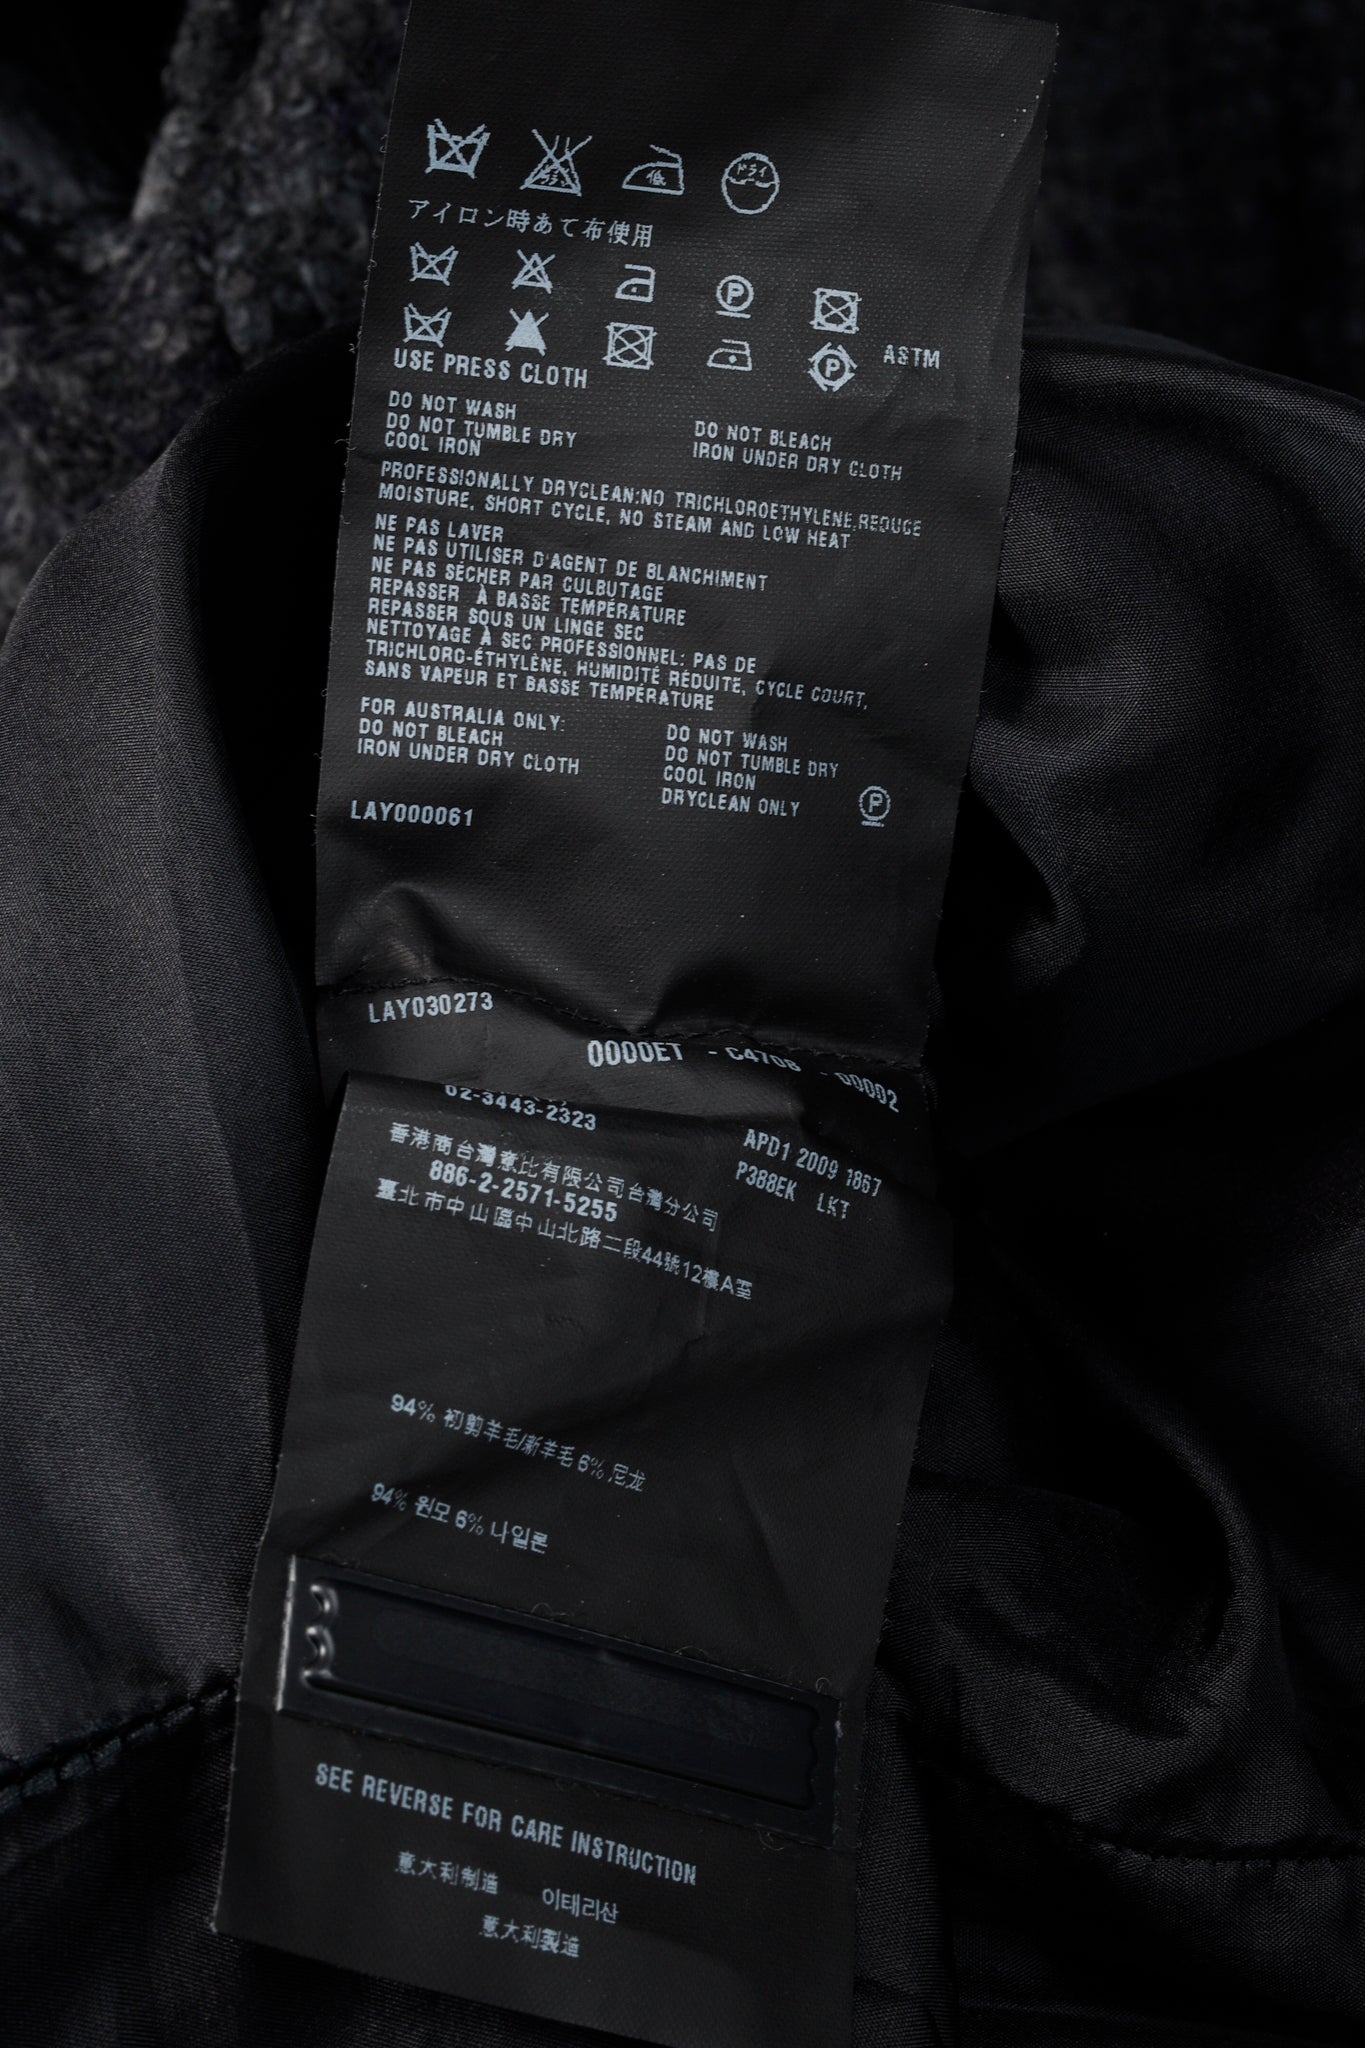 ドライ
低
アイロン時あて布使用
P
P
ASTM
USE PRESS CLOTH
DO NOT WASH
DO NOT TUMBLE DRY
COOL IRON
DO NOT BLEACH
IRON UNDER DRY CLOTH
PROFESSIONALLY DRYCLEAN:NO TRICHLOROETHYLENE,REDUCE
MOISTURE, SHORT CYCLE, NO STEAM AND LOW HEAT
NE PAS LAVER
NE PAS UTILISER D'AGENT DE BLANCHIMENT
NE PAS SÉCHER PAR CULBUTAGE
REPASSER À BASSE TEMPÉRATURE
REPASSER SOUS UN LINGE SEC
NETTOYAGE À SEC PROFESSIONNEL: PAS DE
TRICHLORO-ÉTHYLÈNE, HUMIDITÉ RÉDUITE, CYCLE COURT,
SANS VAPEUR ET BASSE TEMPÉRATURE
FOR AUSTRALIA ONLY:
DO NOT BLEACH
IRON UNDER DRY CLOTH
DO NOT WASH
DO NOT TUMBLE DRY
COOL IRON
DRYCLEAN ONLY
P
LAY000061
LAY030273
0000ET - C4708 - 00002
02-3443-2323
APD1 2009 1867
P388EK LKT
香港商台灣意比有限公司台灣分公司
886-2-2571-5255
臺北市中山區中山北路二段44號12樓A室
94% 初剪羊毛/新羊毛 6% 尼龙
94% 원모 6% 나일론
SEE REVERSE FOR CARE INSTRUCTION
意大利制造 이태리산
意大利製造